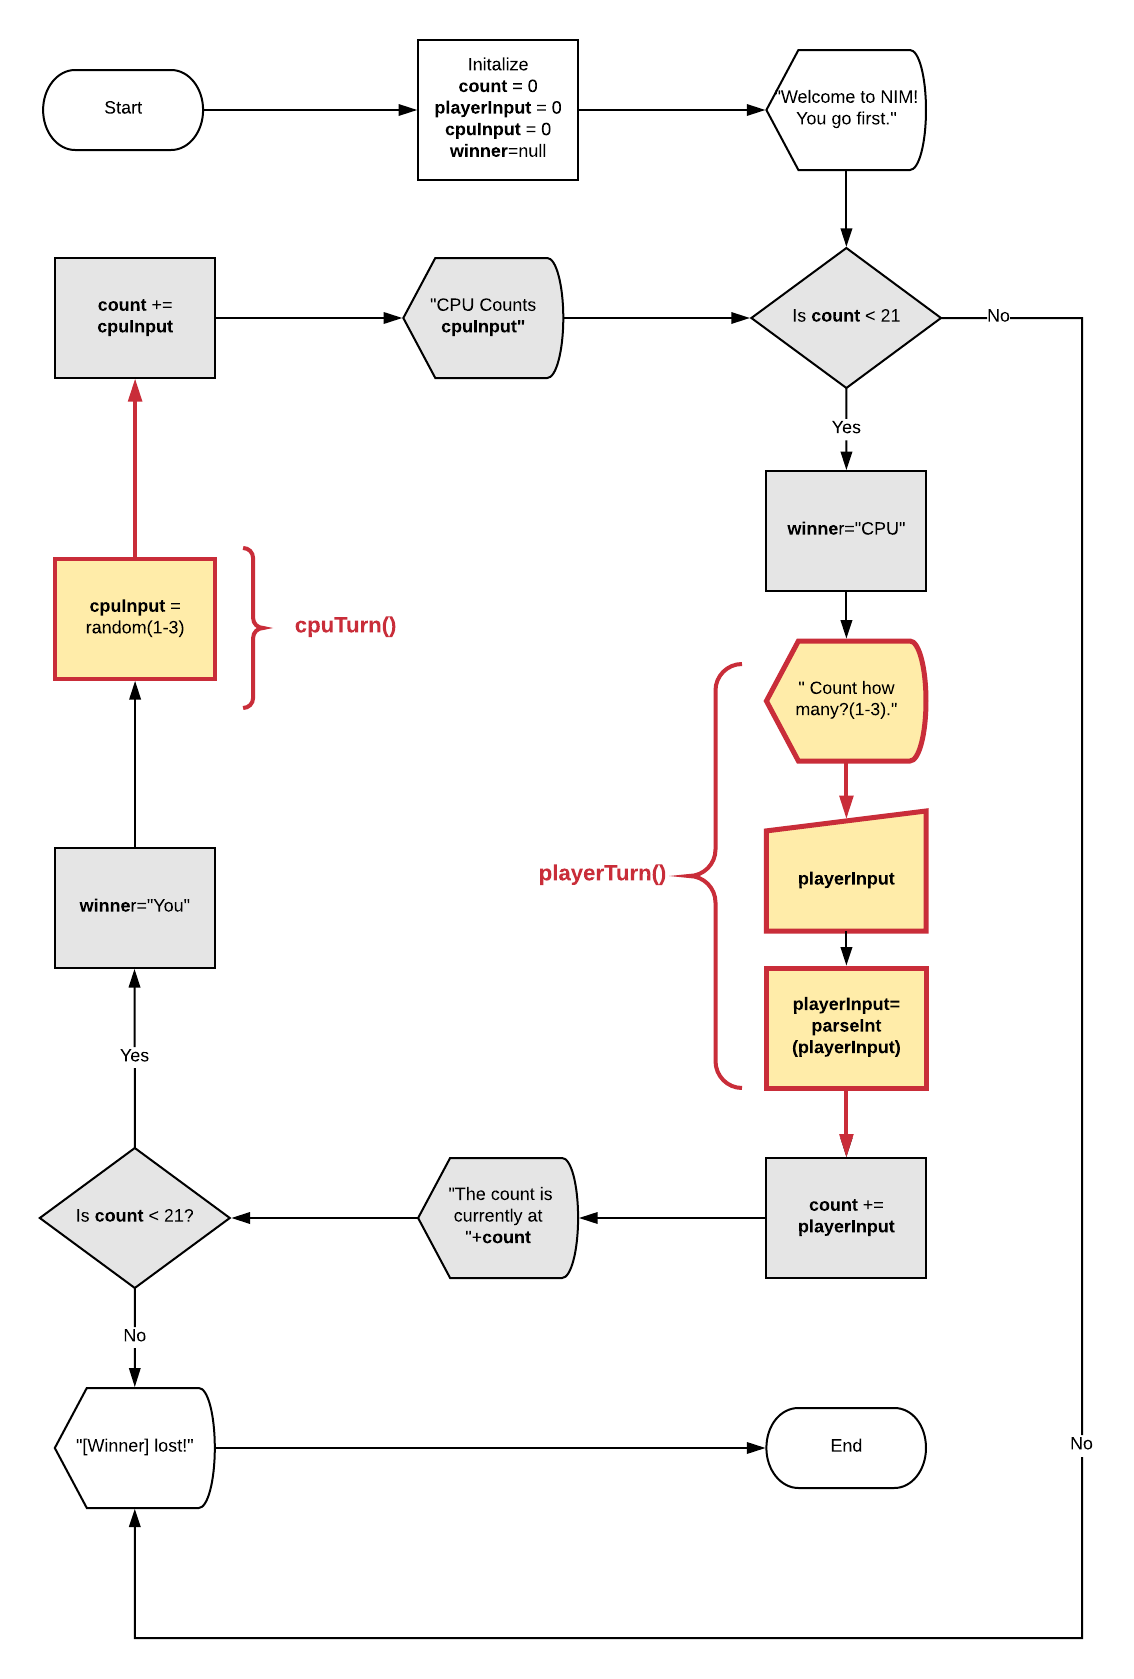 Start
Initalize
count = 0
playerInput = 0
cpuInput = 0
winner=null
"Welcome to NIM!
You go first."
count +=
cpuInput
"CPU Counts
cpuInput"
Is count < 21
No
Yes
winner="CPU"
cpuInput =
random(1-3)
cpuTurn()
" Count how
many?(1-3)."
playerTurn()
playerInput
winner="You"
playerInput=
parseInt
(playerInput)
Yes
Is count < 21?
"The count is
currently at
"+count
count +=
playerInput
No
"[Winner] lost!"
End
No